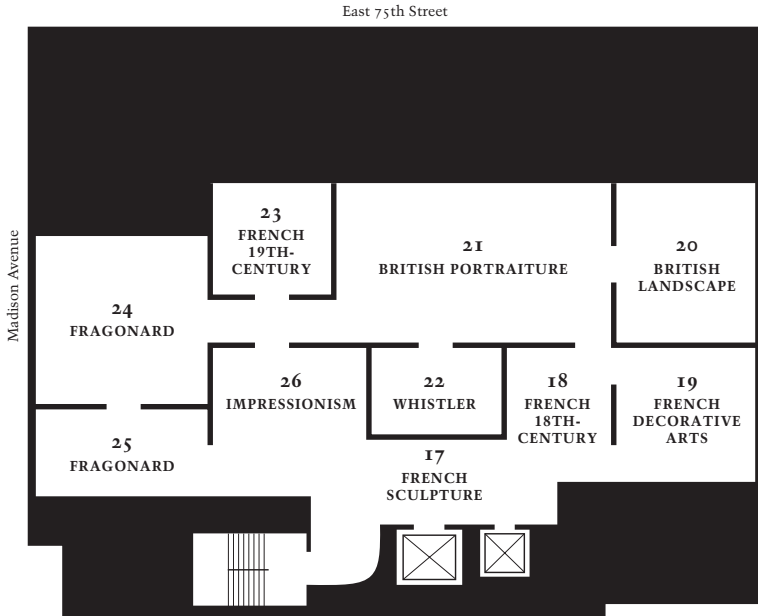 East 75th Street
Madison Avenue
23
FRENCH
19TH-
CENTURY
21
BRITISH PORTRAITURE
20
BRITISH
LANDSCAPE
24
FRAGONARD
26
IMPRESSIONISM
22
WHISTLER
18
FRENCH
18TH-
CENTURY
19
FRENCH
DECORATIVE
ARTS
25
FRAGONARD
17
FRENCH
SCULPTURE